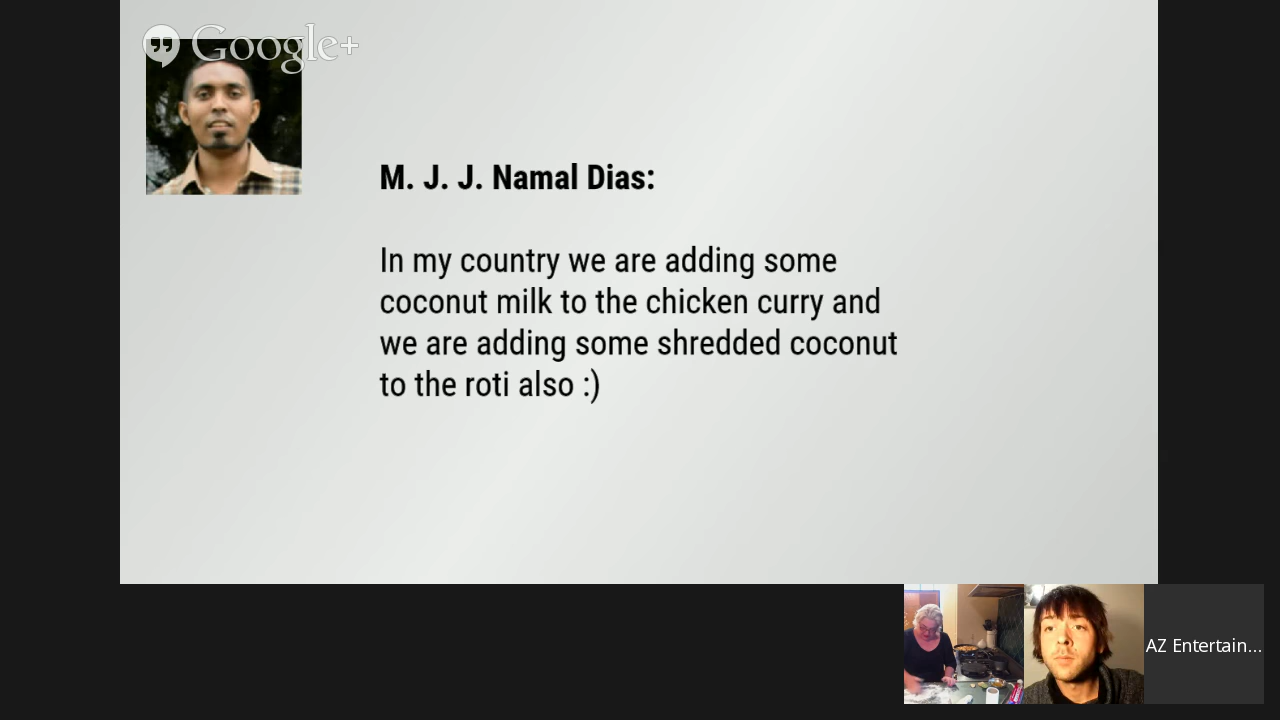 Google+
M. J. J. Namal Dias:
In my country we are adding some
coconut milk to the chicken curry and
we are adding some shredded coconut
to the roti also :)
AZ Entertain...